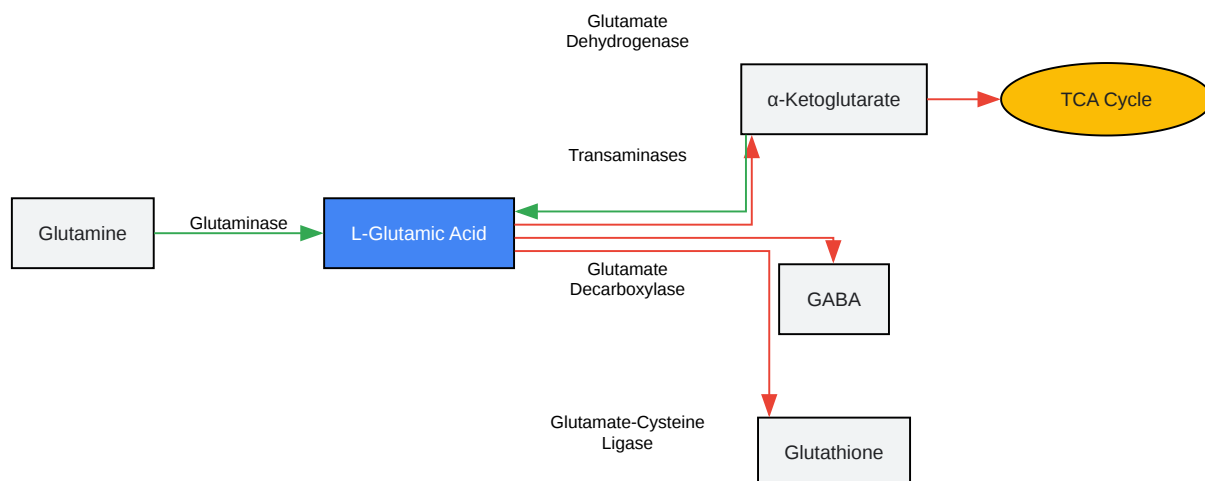 Glutamate
Dehydrogenase
α-Ketoglutarate
TCA Cycle
Transaminases
Glutamine
Glutaminase
L-Glutamic Acid
Glutamate
Decarboxylase
GABA
Glutamate-Cysteine
Ligase
Glutathione